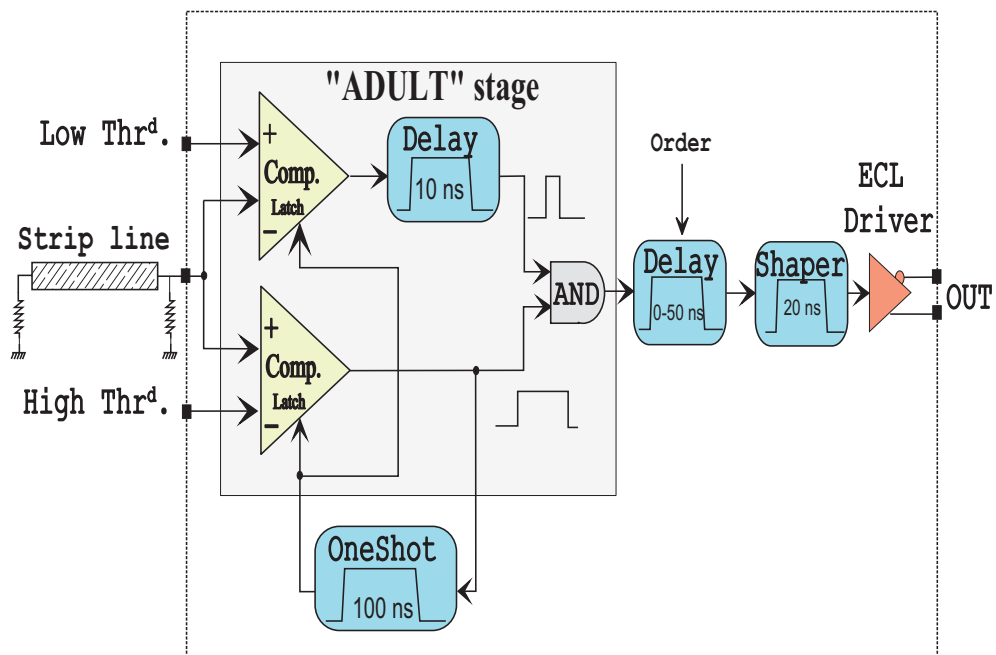 "ADULT" stage
Low Thrᵈ.
+
Comp.
Latch
−
Delay
10 ns
Order
ECL
Driver
Strip line
Delay
0-50 ns
Shaper
20 ns
AND
OUT
+
Comp.
Latch
−
High Thrᵈ.
OneShot
100 ns